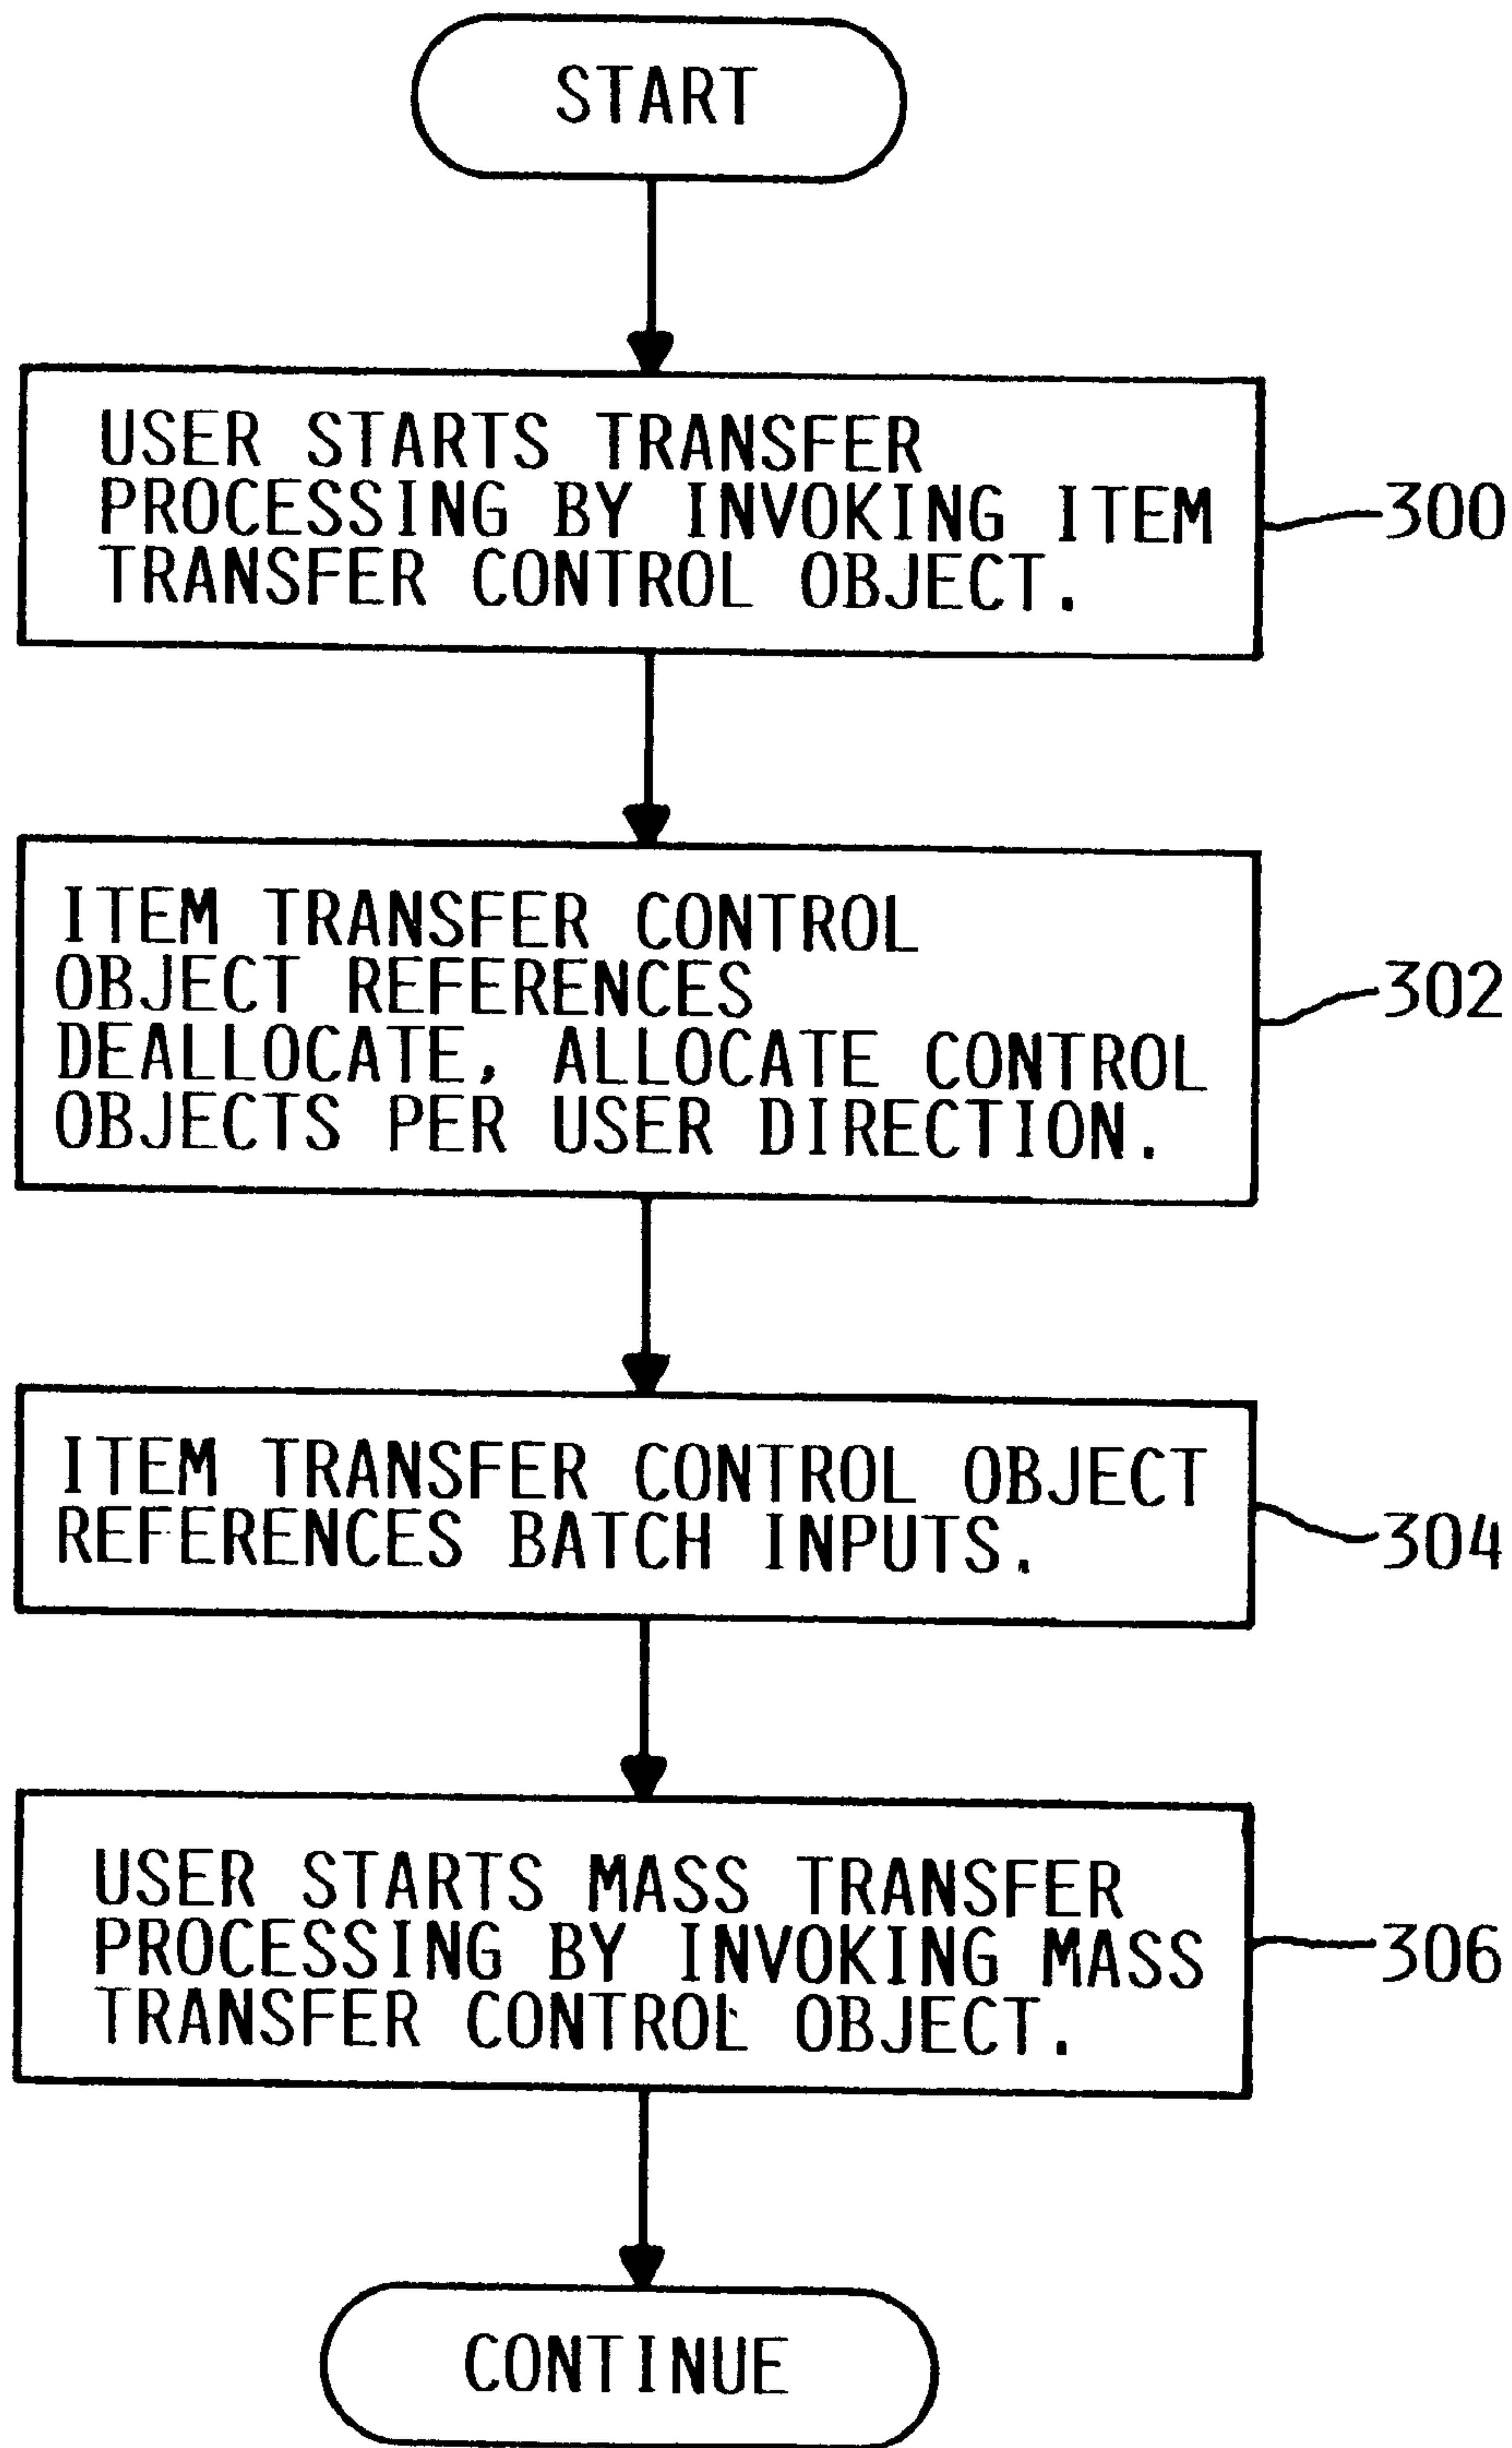 START
USER STARTS TRANSFER
PROCESSING BY INVOKING ITEM
TRANSFER CONTROL OBJECT.
300
ITEM TRANSFER CONTROL
OBJECT REFERENCES
DEALLOCATE, ALLOCATE CONTROL
OBJECTS PER USER DIRECTION.
302
ITEM TRANSFER CONTROL OBJECT
REFERENCES BATCH INPUTS.
304
USER STARTS MASS TRANSFER
PROCESSING BY INVOKING MASS
TRANSFER CONTROL OBJECT.
306
CONTINUE